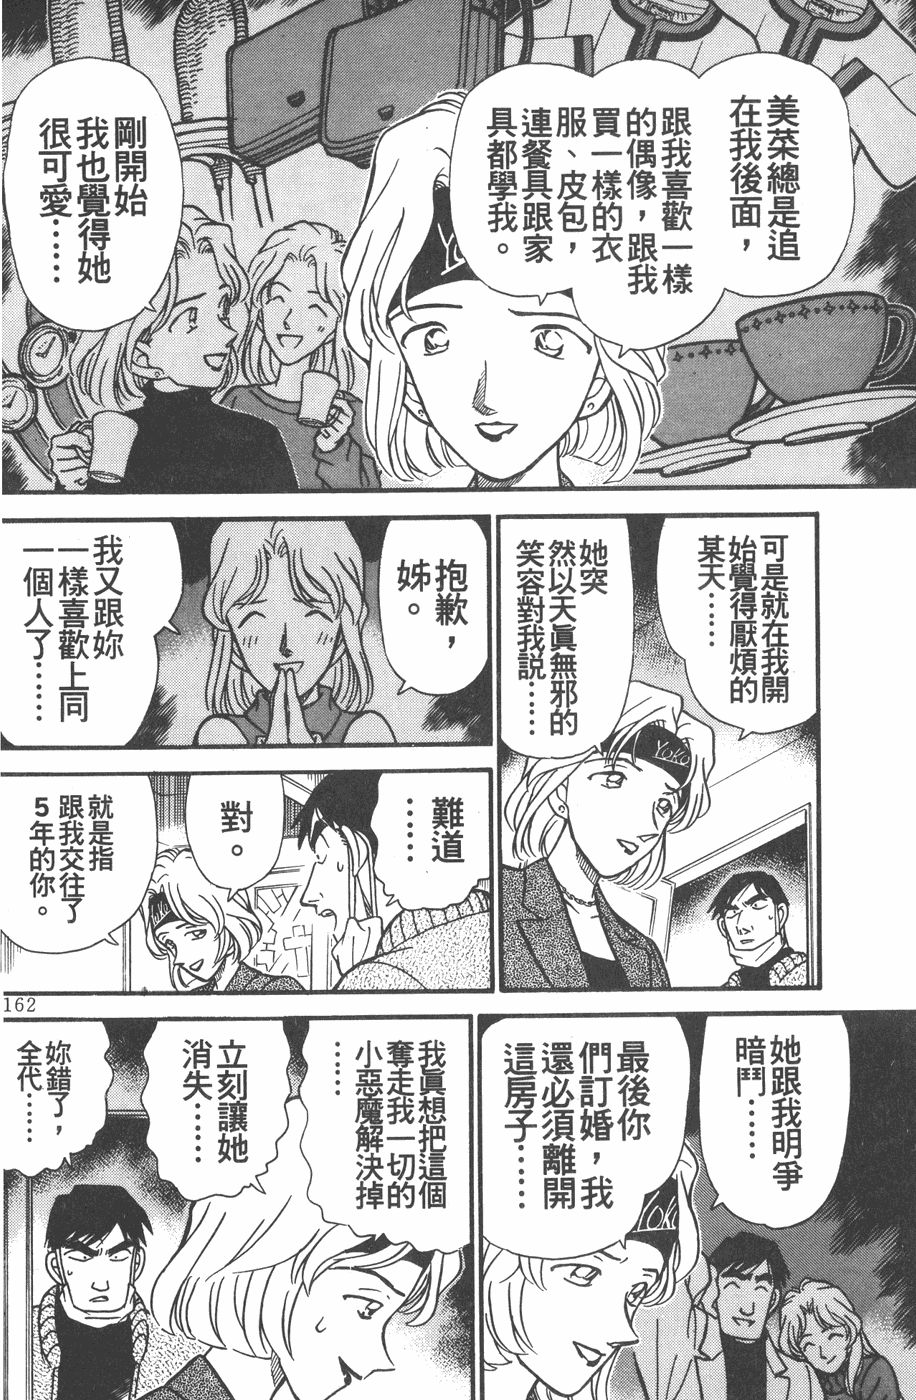 美菜總是追
在我後面，
跟我喜歡一樣
的偶像，跟我
買一樣的衣
服、皮包，
連餐具跟家
具都學我。
YOKO
剛開始
我也覺得她
很可愛……
可是就在我開
始覺得厭煩的
某天……
她突
然以天眞無邪的
笑容對我説……
YOKO
抱歉，
姊。
我又跟妳
一樣喜歡上同
一個人了……
難道
……
對。
YOKO
就是指
跟我交往了
5年的你。
162
她跟我明爭
暗鬥……
最後你
們訂婚，我
還必須離開
這房子……
YOKO
我眞想把這個
奪走我一切的
小惡魔解決掉
……
立刻讓她
消失……
妳錯了，
全代……